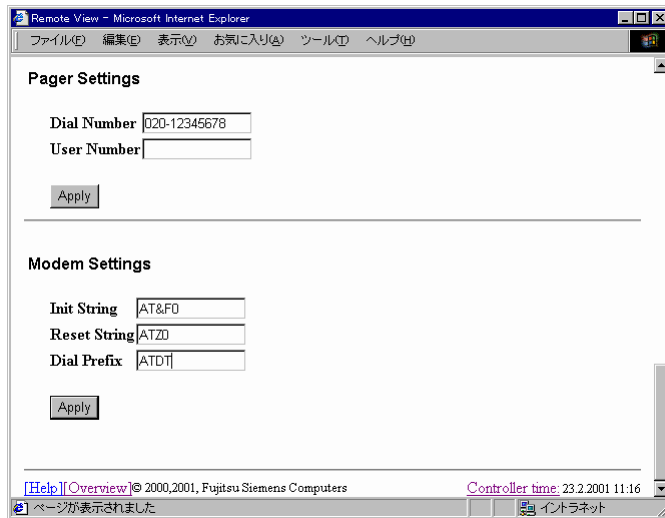 Remote View - Microsoft Internet Explorer
ファイル(F) 編集(E) 表示(V) お気に入り(A) ツール(T) ヘルプ(H)
Pager Settings
Dial Number 020-12345678
User Number
Apply
Modem Settings
Init String AT&F0
Reset String ATZ0
Dial Prefix ATDT
Apply
[Help][Overview]© 2000,2001, Fujitsu Siemens Computers Controller time: 23.2.2001 11:16
ページが表示されました イントラネット